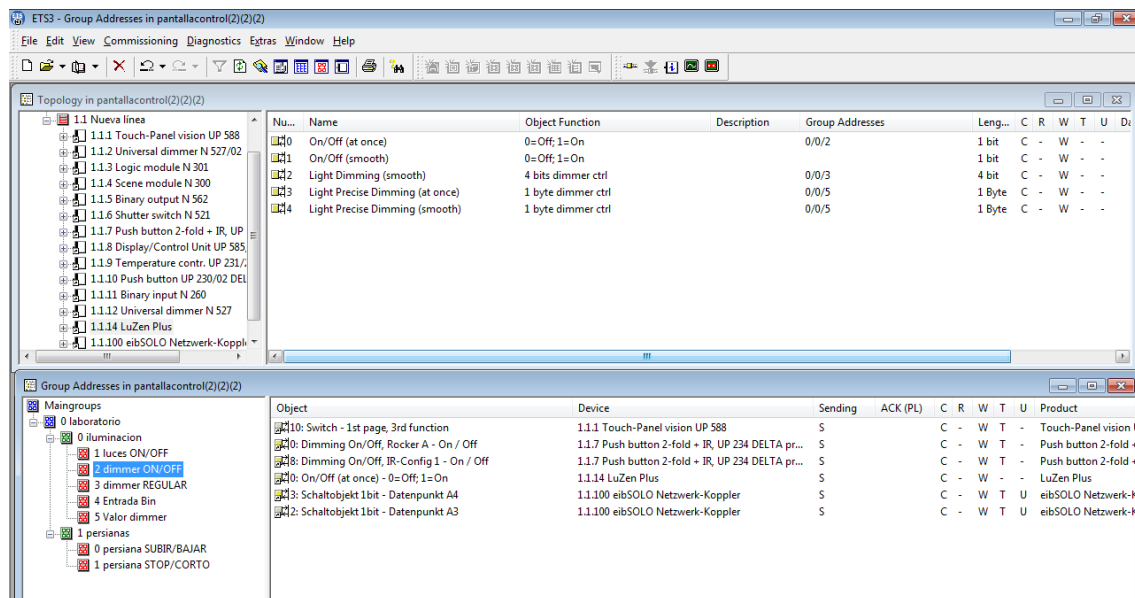 ETS3 - Group Addresses in pantallacontrol(2)(2)(2)
File Edit View Commissioning Diagnostics Extras Window Help
Topology in pantallacontrol(2)(2)(2)
1.1 Nueva línea
1.1.1 Touch-Panel vision UP 588
1.1.2 Universal dimmer N 527/02
1.1.3 Logic module N 301
1.1.4 Scene module N 300
1.1.5 Binary output N 562
1.1.6 Shutter switch N 521
1.1.7 Push button 2-fold + IR, UP
1.1.8 Display/Control Unit UP 585,
1.1.9 Temperature contr. UP 231/
1.1.10 Push button UP 230/02 DEL
1.1.11 Binary input N 260
1.1.12 Universal dimmer N 527
1.1.14 LuZen Plus
1.1.100 eibSOLO Netzwerk-Koppl
Nu... Name Object Function Description Group Addresses Leng... C R W T U Da
0 On/Off (at once) 0=Off; 1=On 0/0/2 1 bit C - W - -
1 On/Off (smooth) 0=Off; 1=On 1 bit C - W - -
2 Light Dimming (smooth) 4 bits dimmer ctrl 0/0/3 4 bit C - W - -
3 Light Precise Dimming (at once) 1 byte dimmer ctrl 0/0/5 1 Byte C - W - -
4 Light Precise Dimming (smooth) 1 byte dimmer ctrl 0/0/5 1 Byte C - W - -
Group Addresses in pantallacontrol(2)(2)(2)
Maingroups
0 laboratorio
0 iluminacion
1 luces ON/OFF
2 dimmer ON/OFF
3 dimmer REGULAR
4 Entrada Bin
5 Valor dimmer
1 persianas
0 persiana SUBIR/BAJAR
1 persiana STOP/CORTO
Object Device Sending ACK (PL) C R W T U Product
10: Switch - 1st page, 3rd function 1.1.1 Touch-Panel vision UP 588 S C - W T - Touch-Panel vision
0: Dimming On/Off, Rocker A - On / Off 1.1.7 Push button 2-fold + IR, UP 234 DELTA pr... S C - W T - Push button 2-fold +
8: Dimming On/Off, IR-Config 1 - On / Off 1.1.7 Push button 2-fold + IR, UP 234 DELTA pr... S C - W T - Push button 2-fold +
0: On/Off (at once) - 0=Off; 1=On 1.1.14 LuZen Plus S C - W - - LuZen Plus
3: Schaltobjekt 1bit - Datenpunkt A4 1.1.100 eibSOLO Netzwerk-Koppler S C - W T U eibSOLO Netzwerk-K
2: Schaltobjekt 1bit - Datenpunkt A3 1.1.100 eibSOLO Netzwerk-Koppler S C - W T U eibSOLO Netzwerk-K